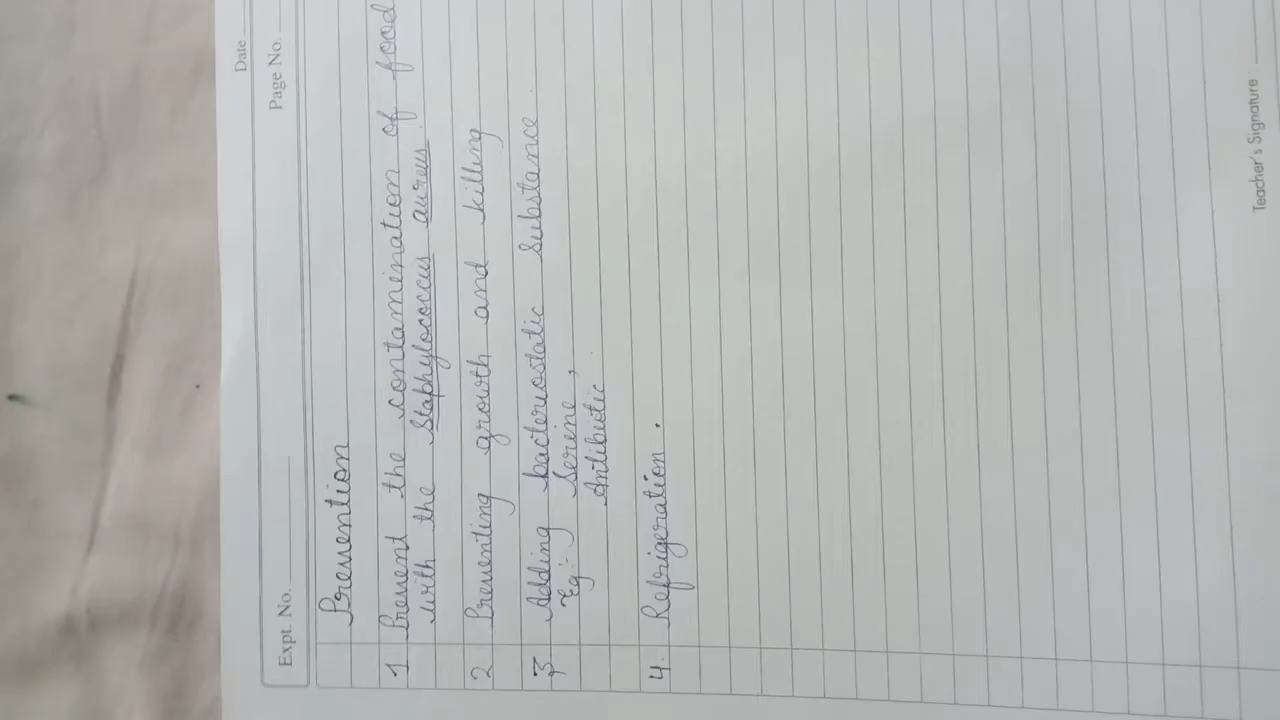 Date
Expt. No.
Page No.
Prevention
1 Prevent the contamination of food
with the Staphylococcus aureus.
2 Preventing growth and killing
3 Adding bacteriostatic substance.
Eg:- Serine,
Antibiotic.
4. Refrigeration.
Teacher's Signature